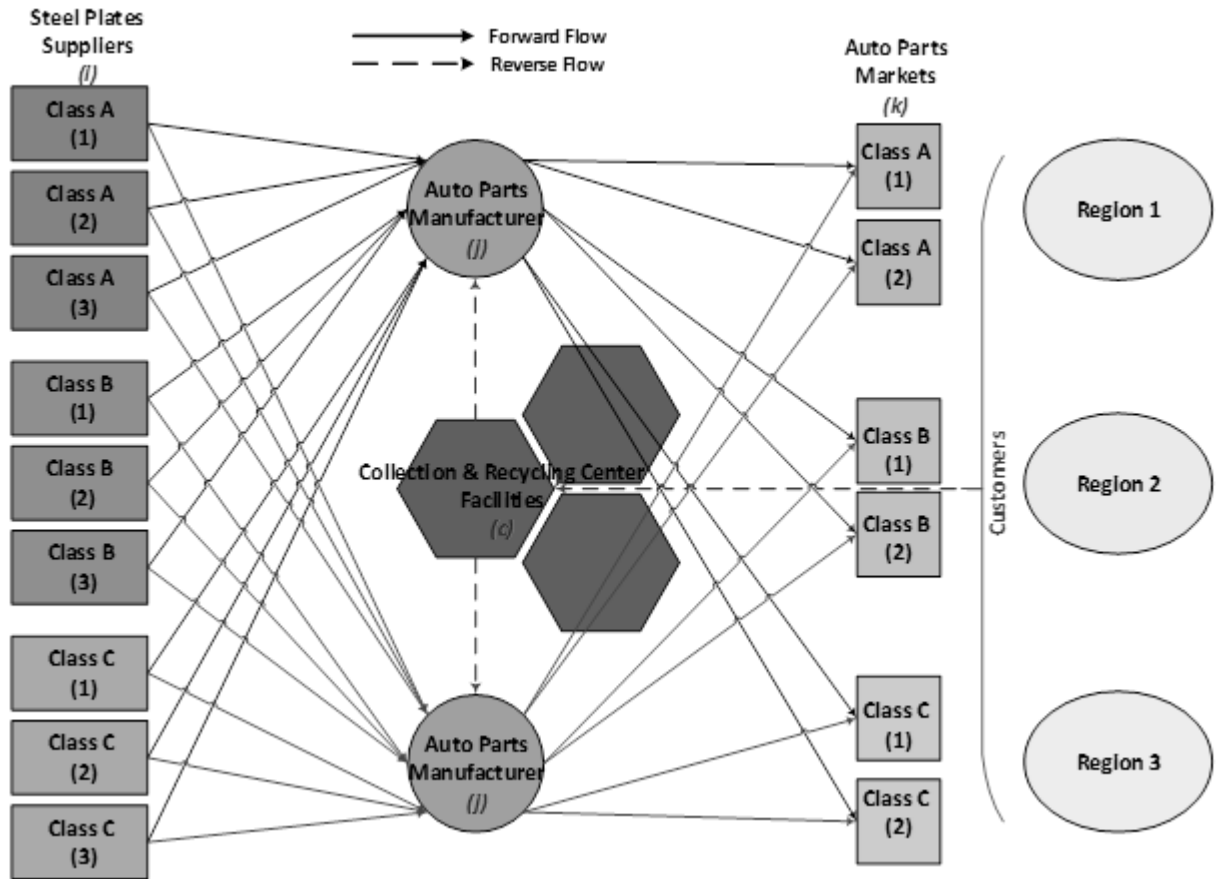 Steel Plates
Suppliers
(i)
Forward Flow
Reverse Flow
Auto Parts
Markets
(k)
Class A
(1)
Class A
(2)
Class A
(3)
Class B
(1)
Class B
(2)
Class B
(3)
Class C
(1)
Class C
(2)
Class C
(3)
Auto Parts
Manufacturer
(j)
Collection & Recycling Center
Facilities
(c)
Auto Parts
Manufacturer
(j)
Class A
(1)
Class A
(2)
Class B
(1)
Class B
(2)
Class C
(1)
Class C
(2)
Customers
Region 1
Region 2
Region 3